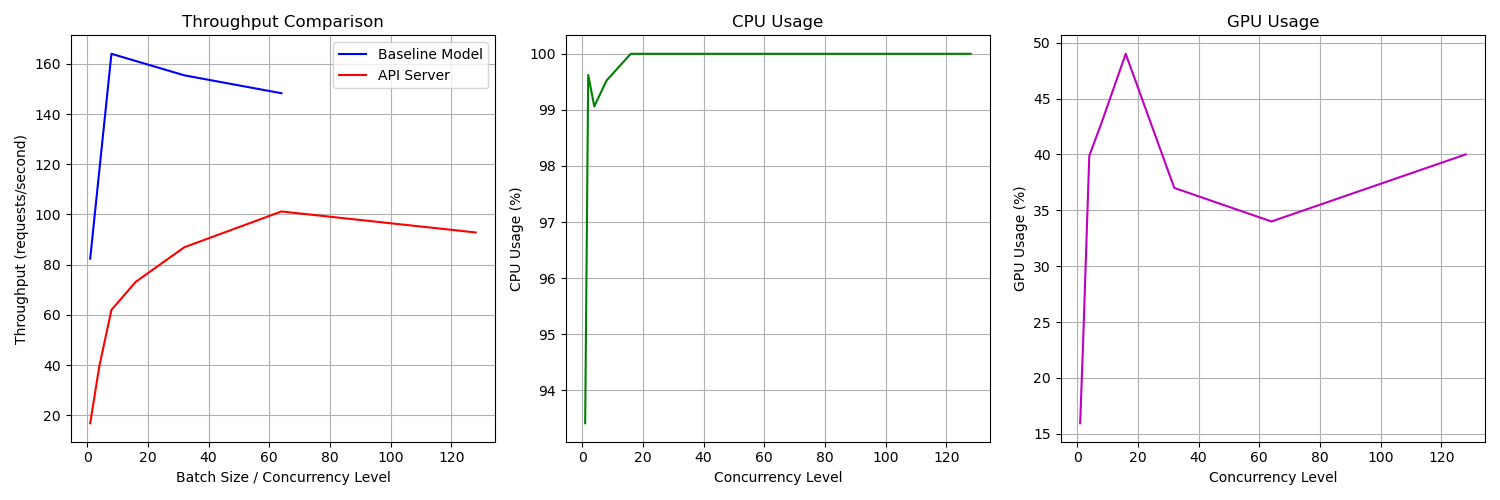 Throughput Comparison
Throughput (requests/second)
160
140
120
100
80
60
40
20
0 20 40 60 80 100 120
Batch Size / Concurrency Level
Baseline Model
API Server
CPU Usage
CPU Usage (%)
100
99
98
97
96
95
94
0 20 40 60 80 100 120
Concurrency Level
GPU Usage
GPU Usage (%)
50
45
40
35
30
25
20
15
0 20 40 60 80 100 120
Concurrency Level